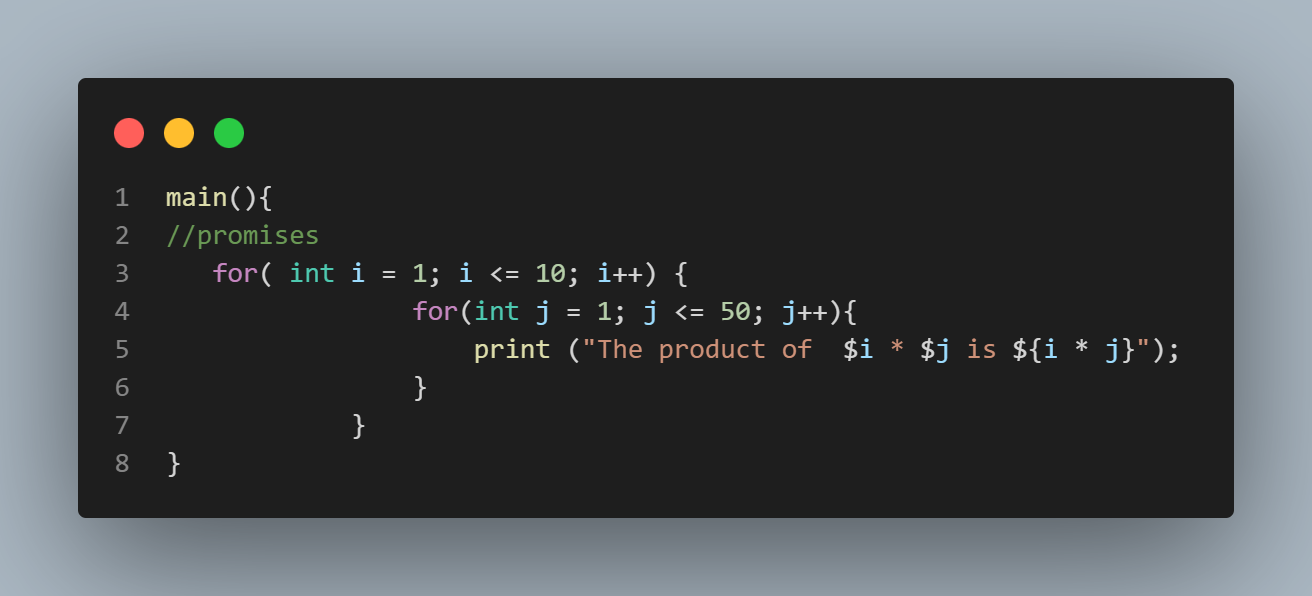 1 main(){
2 //promises
3    for( int i = 1; i <= 10; i++) {
4                 for(int j = 1; j <= 50; j++){
5                     print ("The product of  $i * $j is ${i * j}");
6                 }
7             }
8 }